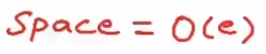 Space = O(e)